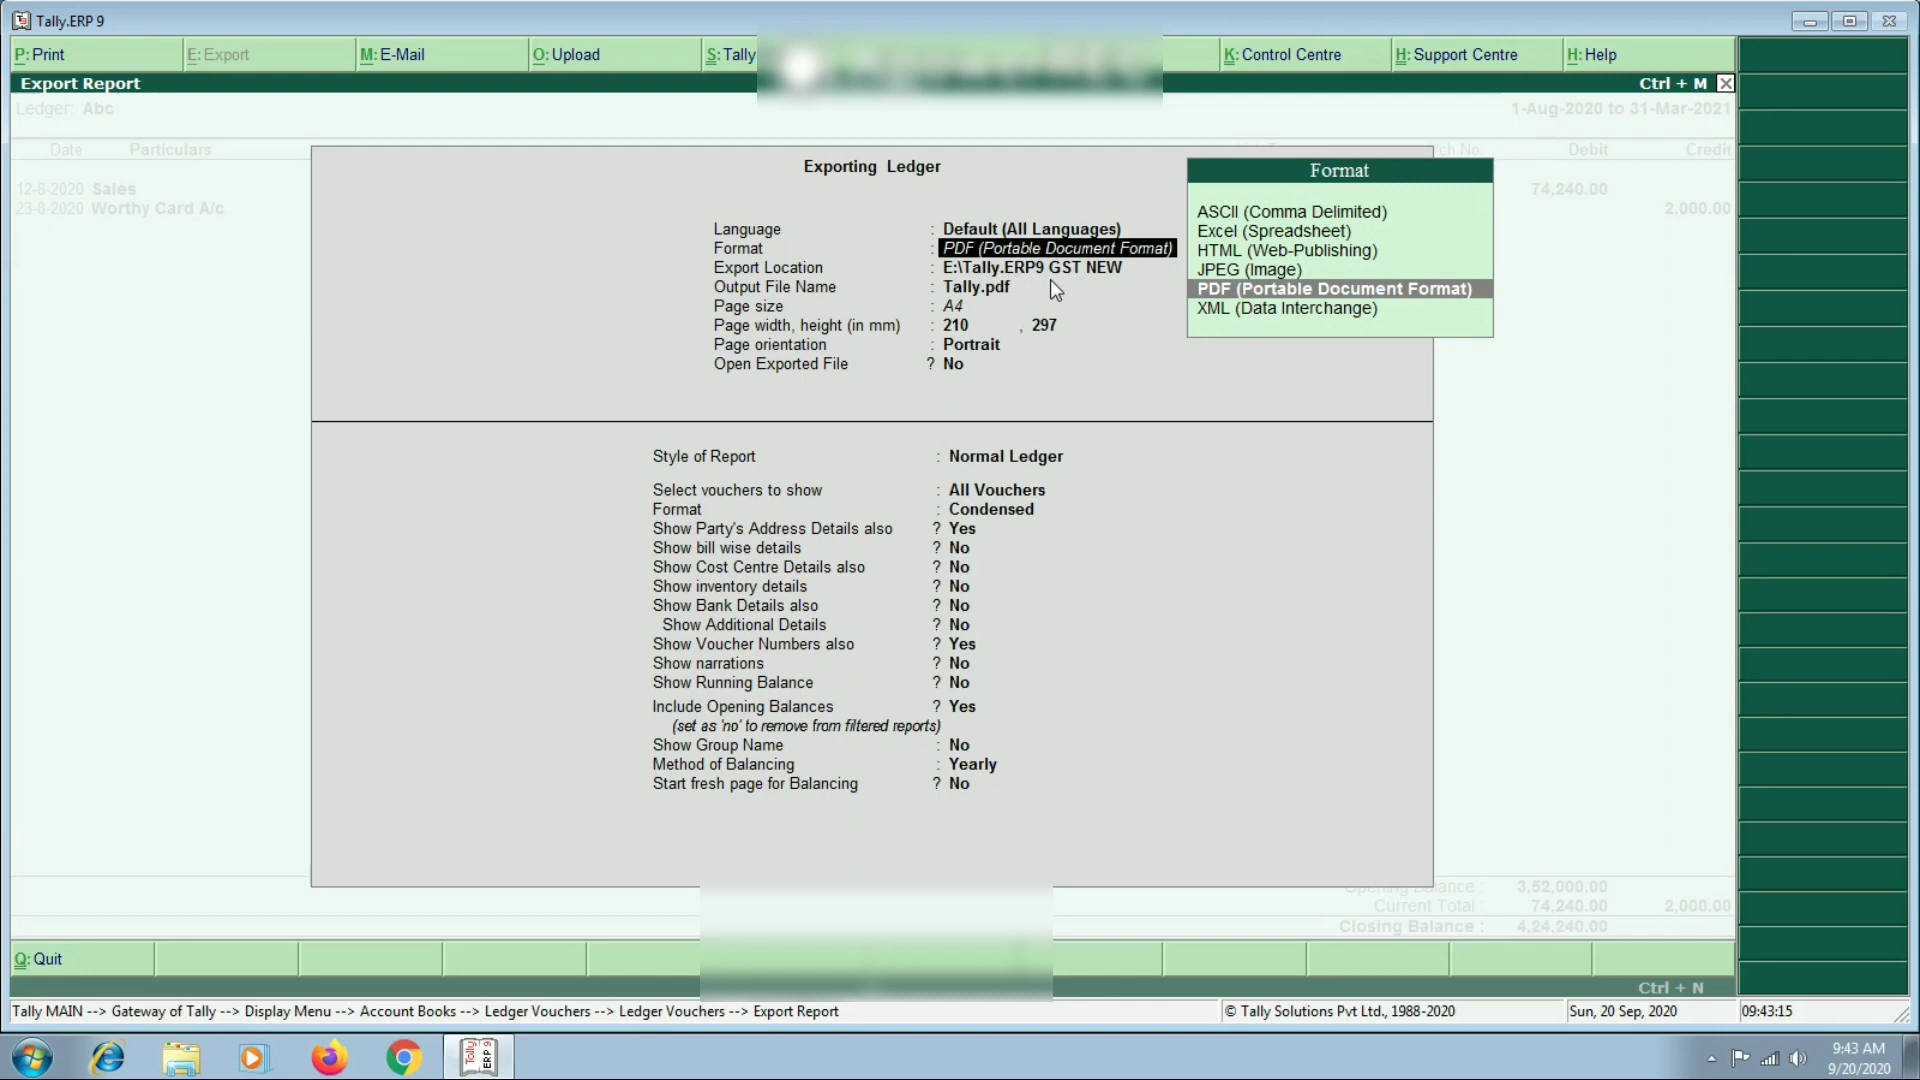 Tally.ERP 9
P: Print E: Export M: E-Mail O: Upload S: Tally K: Control Centre H: Support Centre H: Help
Export Report Ctrl + M
Ledger: Abc 1-Aug-2020 to 31-Mar-2021
Date Particulars No. Debit Credit
12-8-2020 Sales 74,240.00
23-8-2020 Worthy Card A/c 2,000.00
Exporting Ledger
Language : Default (All Languages)
Format : PDF (Portable Document Format)
Export Location : E:\Tally.ERP9 GST NEW
Output File Name : Tally.pdf
Page size : A4
Page width, height (in mm) : 210 , 297
Page orientation : Portrait
Open Exported File ? No
Format
ASCII (Comma Delimited)
Excel (Spreadsheet)
HTML (Web-Publishing)
JPEG (Image)
PDF (Portable Document Format)
XML (Data Interchange)
Style of Report : Normal Ledger
Select vouchers to show : All Vouchers
Format : Condensed
Show Party's Address Details also ? Yes
Show bill wise details ? No
Show Cost Centre Details also ? No
Show inventory details ? No
Show Bank Details also ? No
Show Additional Details ? No
Show Voucher Numbers also ? Yes
Show narrations ? No
Show Running Balance ? No
Include Opening Balances ? Yes
(set as 'no' to remove from filtered reports)
Show Group Name : No
Method of Balancing : Yearly
Start fresh page for Balancing ? No
Opening Balance : 3,52,000.00
Current Total : 74,240.00 2,000.00
Closing Balance : 4,24,240.00
Q: Quit
Ctrl + N
Tally MAIN --> Gateway of Tally --> Display Menu --> Account Books --> Ledger Vouchers --> Ledger Vouchers --> Export Report © Tally Solutions Pvt Ltd., 1988-2020 Sun, 20 Sep, 2020 09:43:15
Tally ERP 9
9:43 AM
9/20/2020